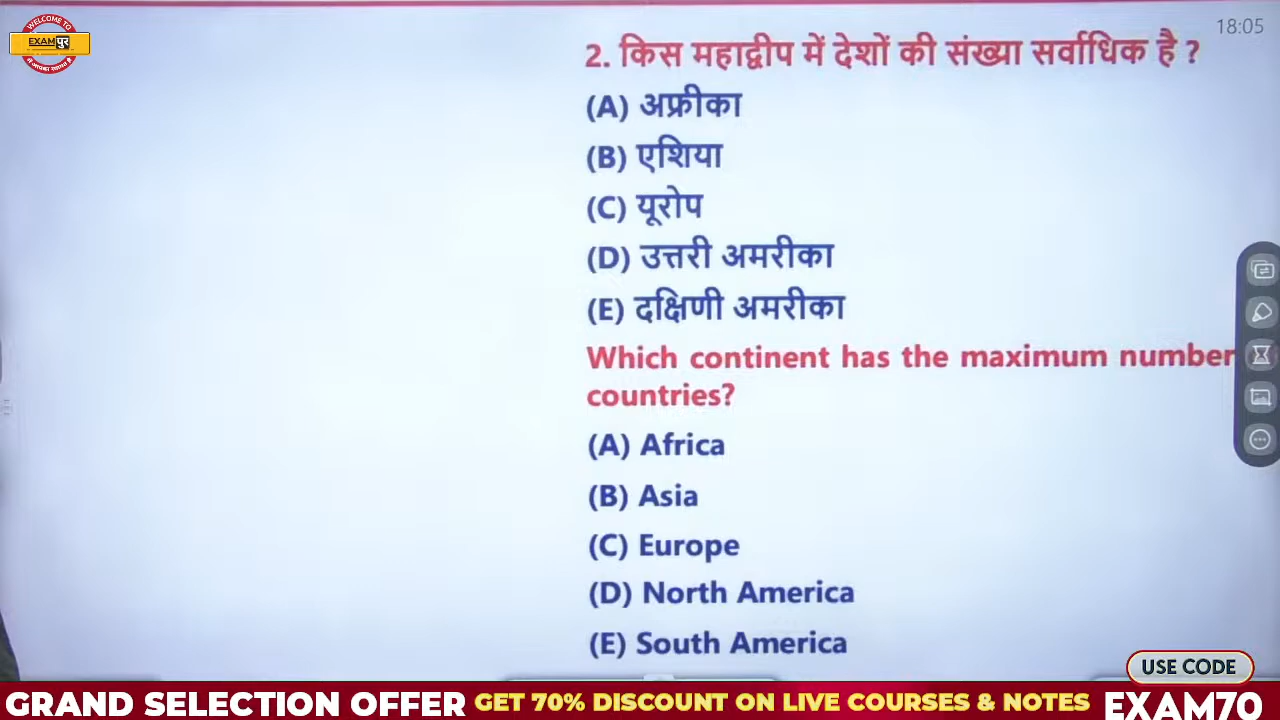 WELCOME TO
EXAMपुर
18:05
2. किस महाद्वीप में देशों की संख्या सर्वाधिक है ?
(A) अफ्रीका
(B) एशिया
(C) यूरोप
(D) उत्तरी अमरीका
(E) दक्षिणी अमरीका
Which continent has the maximum number
countries?
(A) Africa
(B) Asia
(C) Europe
(D) North America
(E) South America
USE CODE
GRAND SELECTION OFFER GET 70% DISCOUNT ON LIVE COURSES & NOTES EXAM70